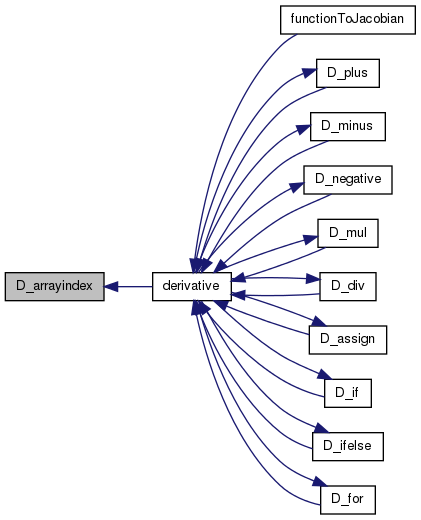 functionToJacobian
D_plus
D_minus
D_negative
D_mul
D_arrayindex
derivative
D_div
D_assign
D_if
D_ifelse
D_for